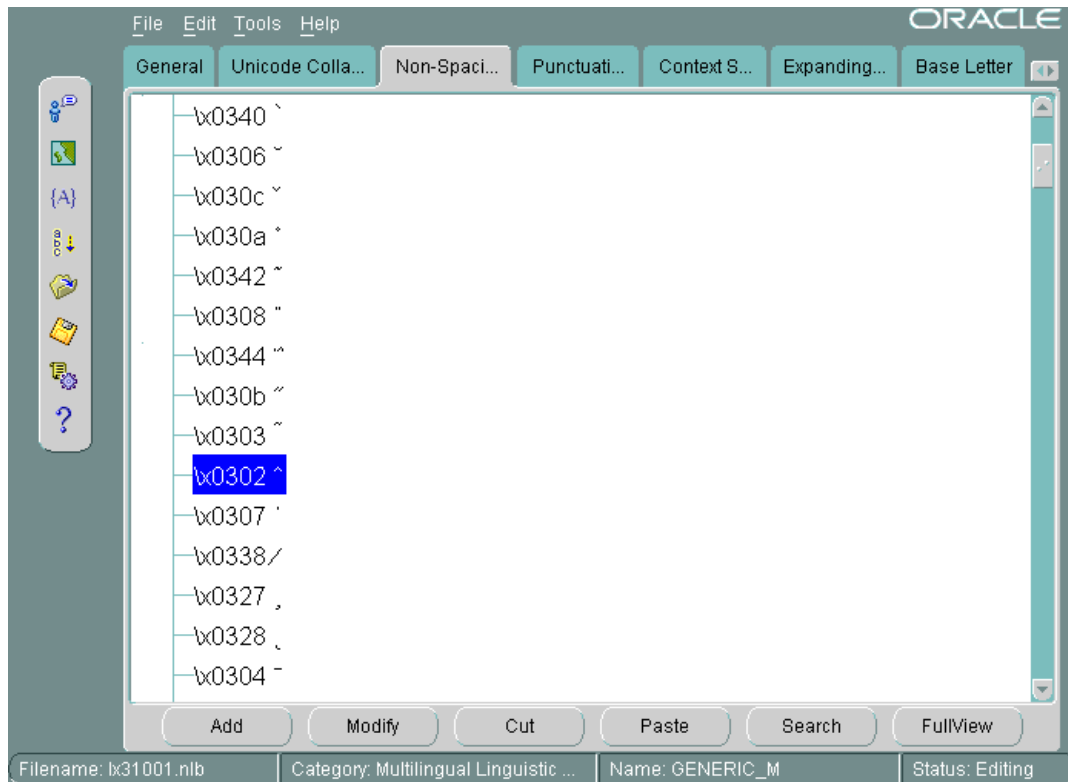 File Edit Tools Help ORACLE
General Unicode Colla... Non-Spaci... Punctuati... Context S... Expanding... Base Letter
{A}
a
b
c
?
\x0340 `
\x0306 ˘
\x030c ˇ
\x030a ˚
\x0342 ˜
\x0308 ¨
\x0344 ΅
\x030b ˝
\x0303 ˜
\x0302 ^
\x0307 ˙
\x0338 /
\x0327 ¸
\x0328 ˛
\x0304 ¯
Add Modify Cut Paste Search FullView
Filename: lx31001.nlb Category: Multilingual Linguistic ... Name: GENERIC_M Status: Editing